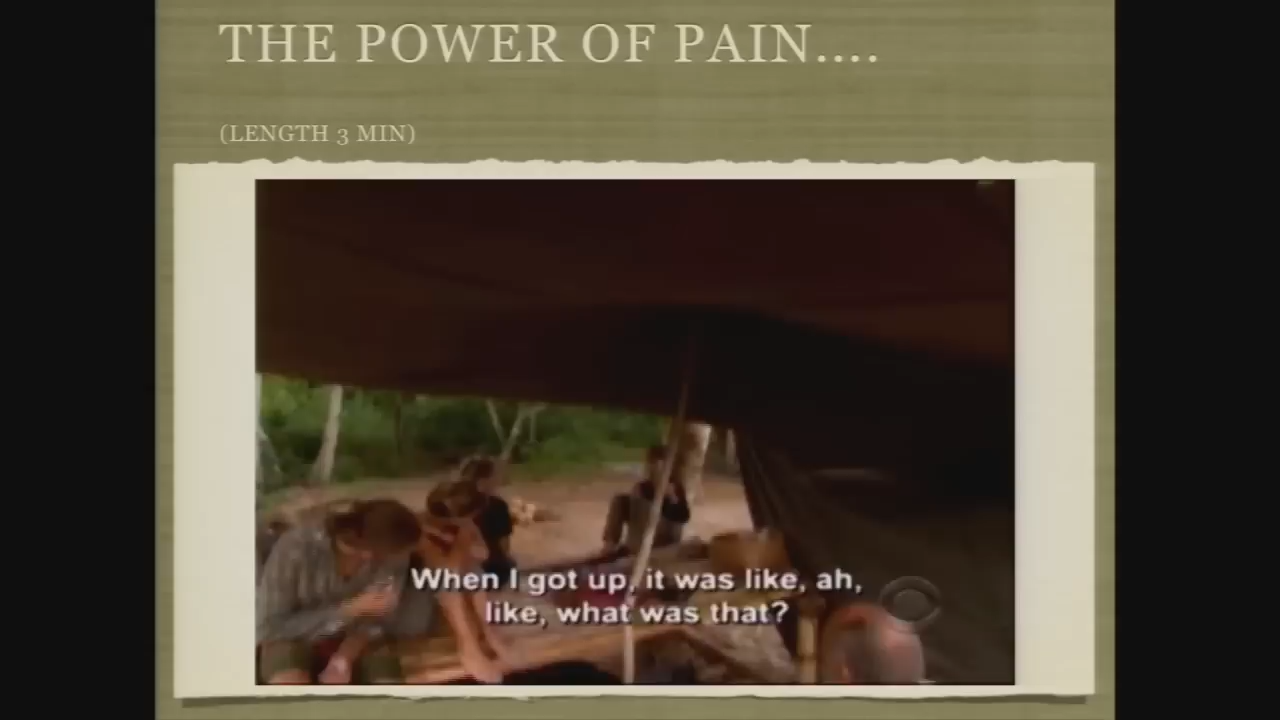 THE POWER OF PAIN....
(LENGTH 3 MIN)
When I got up, it was like, ah,
like, what was that?